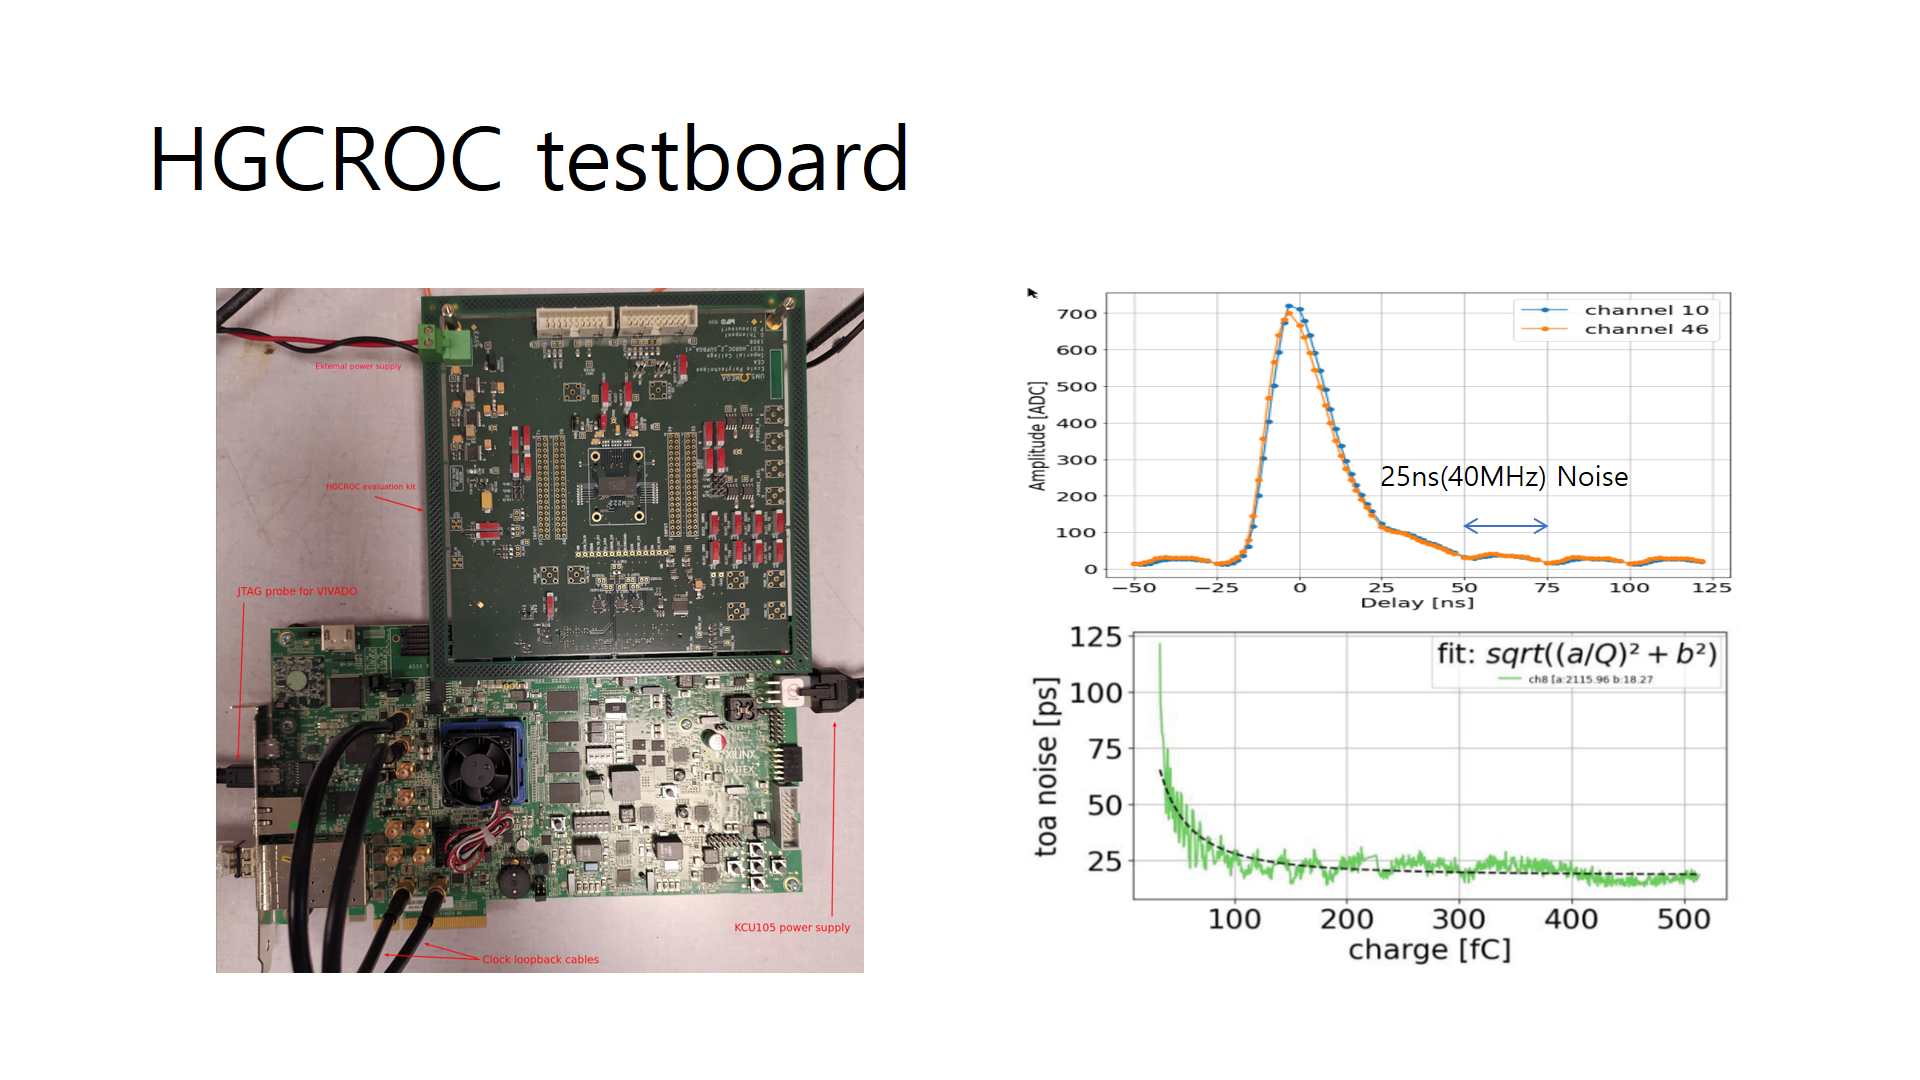 HGCROC testboard
External power supply
HGCROC evaluation kit
JTAG probe for VIVADO
KCU105 power supply
Clock loopback cables
XILINX
700
600
500
400
300
200
100
0
Amplitude [ADC]
channel 10
channel 46
25ns(40MHz) Noise
−50 −25 0 25 50 75 100 125
Delay [ns]
125
100
75
50
25
toa noise [ps]
fit: sqrt((a/Q)² + b²)
ch8 [a:2115.96 b:18.27
100 200 300 400 500
charge [fC]